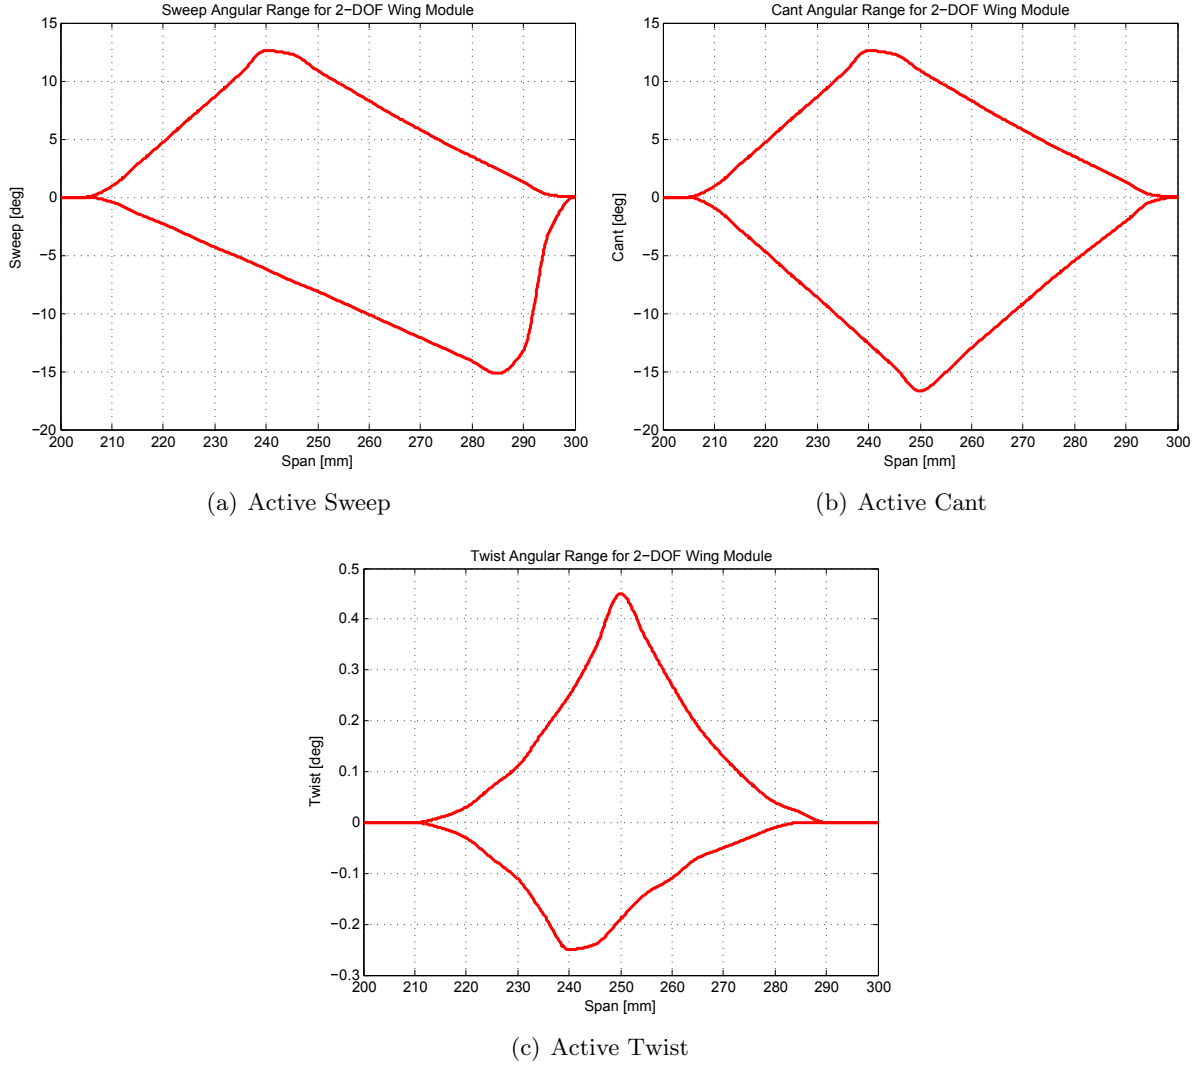 Sweep Angular Range for 2−DOF Wing Module
15
10
5
0
−5
−10
−15
−20
Sweep [deg]
200 210 220 230 240 250 260 270 280 290 300
Span [mm]
(a) Active Sweep
Cant Angular Range for 2−DOF Wing Module
15
10
5
0
−5
−10
−15
−20
Cant [deg]
200 210 220 230 240 250 260 270 280 290 300
Span [mm]
(b) Active Cant
Twist Angular Range for 2−DOF Wing Module
0.5
0.4
0.3
0.2
0.1
0
−0.1
−0.2
−0.3
Twist [deg]
200 210 220 230 240 250 260 270 280 290 300
Span [mm]
(c) Active Twist